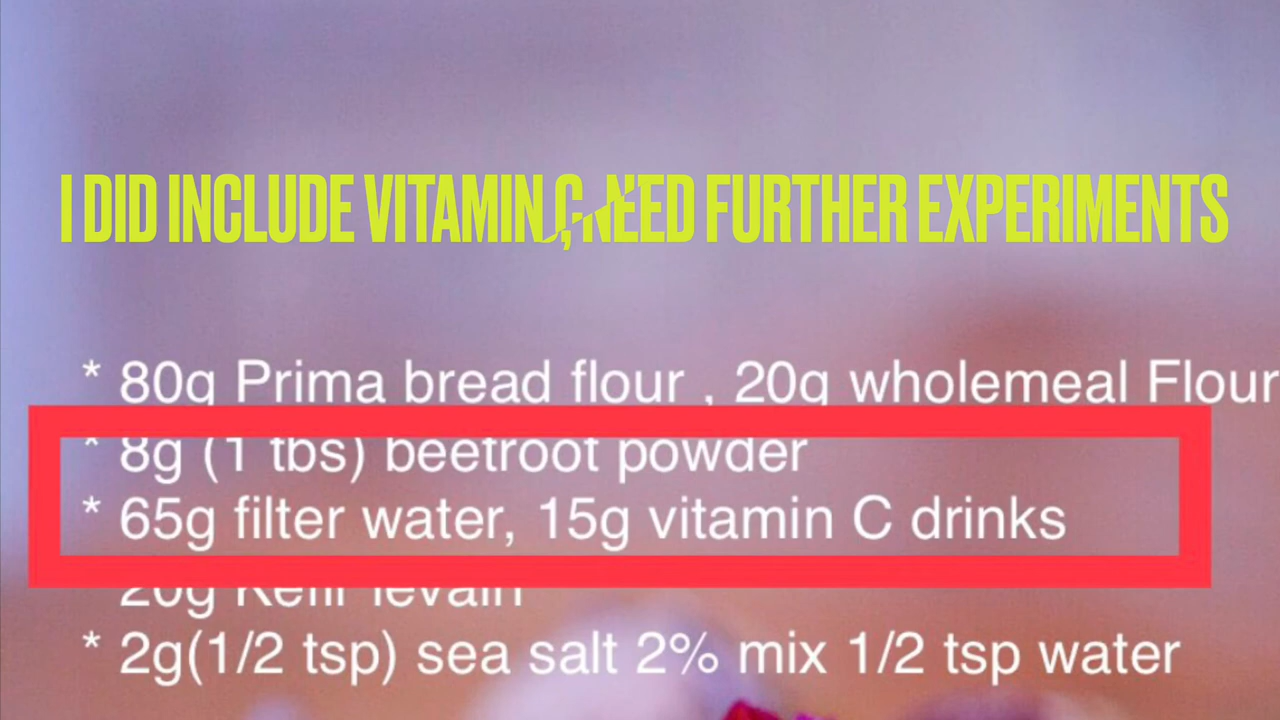 I DID INCLUDE VITAMIN C, NEED FURTHER EXPERIMENTS
* 80g Prima bread flour , 20g wholemeal Flour
* 8g (1 tbs) beetroot powder
* 65g filter water, 15g vitamin C drinks
20g Kefir levain
* 2g(1/2 tsp) sea salt 2% mix 1/2 tsp water